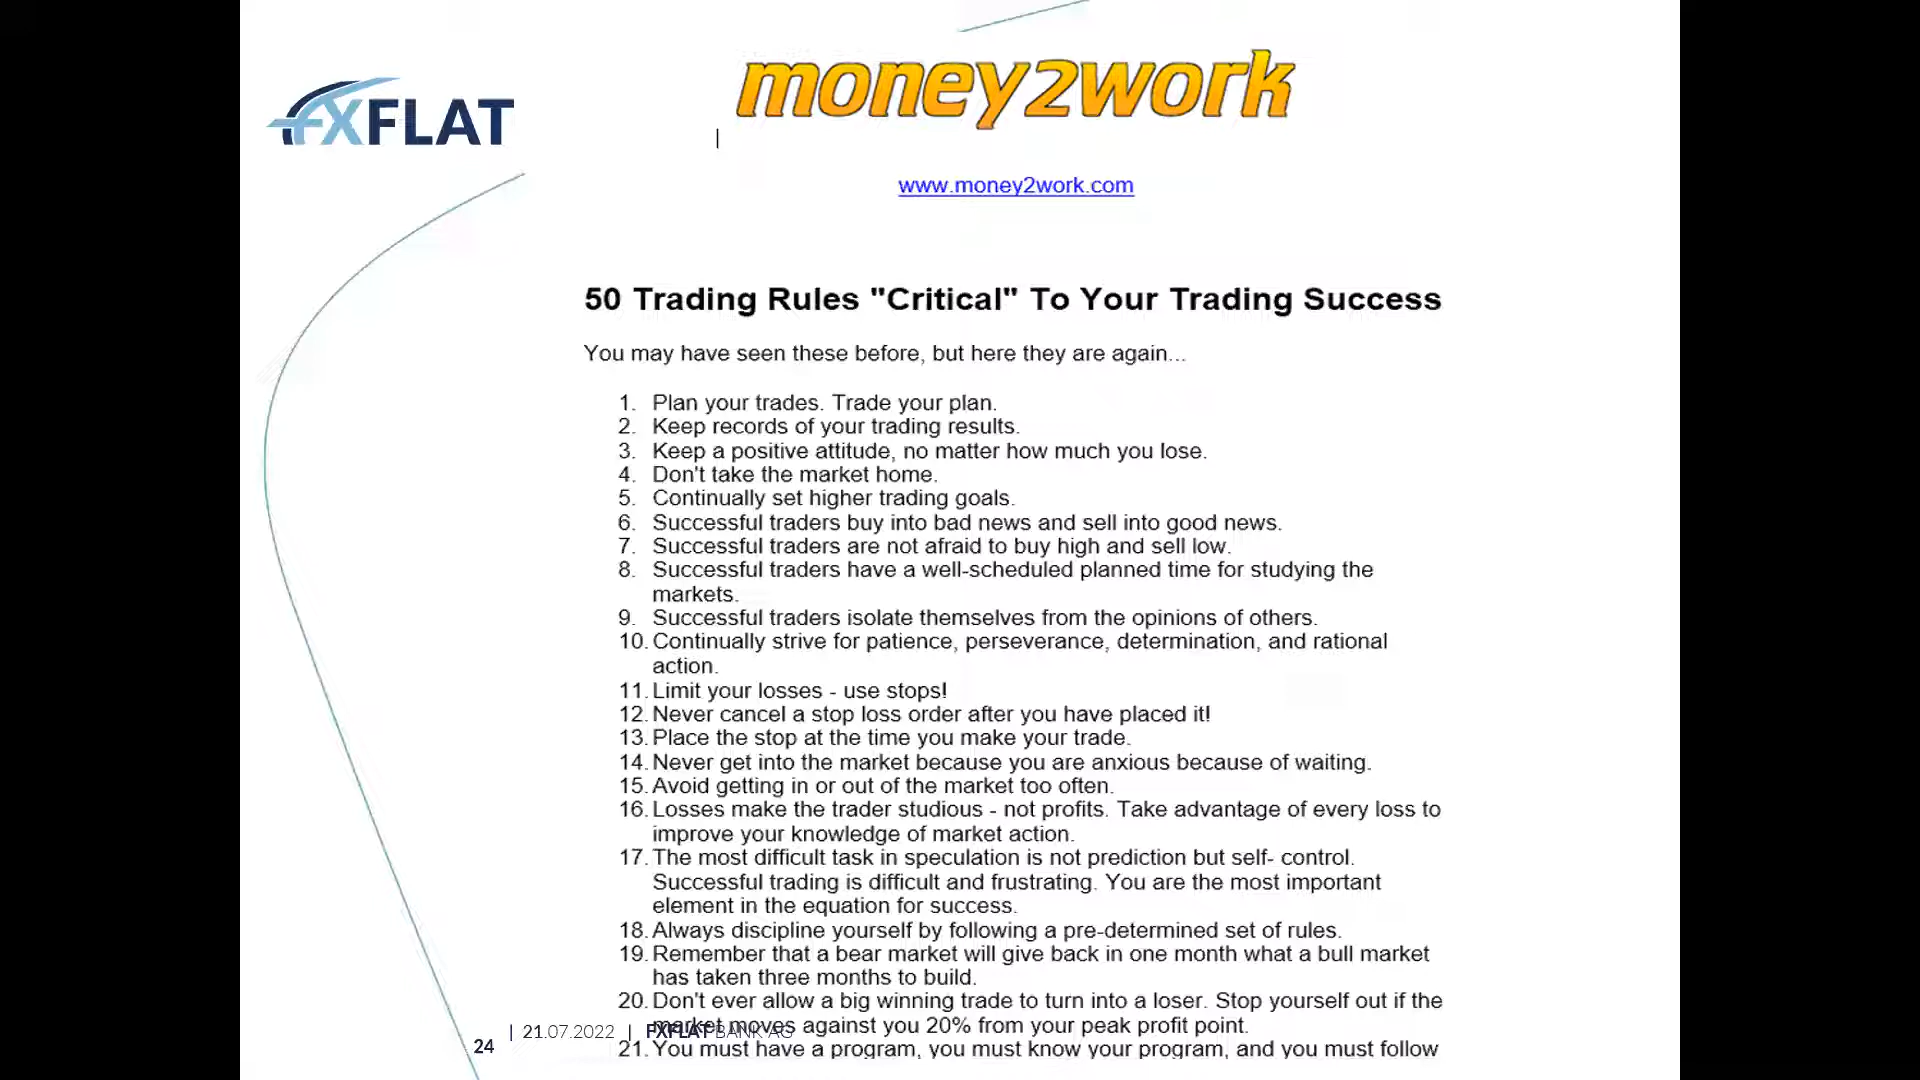 FXFLAT
money2work
www.money2work.com
50 Trading Rules "Critical" To Your Trading Success
You may have seen these before, but here they are again...
1. Plan your trades. Trade your plan.
2. Keep records of your trading results.
3. Keep a positive attitude, no matter how much you lose.
4. Don't take the market home.
5. Continually set higher trading goals.
6. Successful traders buy into bad news and sell into good news.
7. Successful traders are not afraid to buy high and sell low.
8. Successful traders have a well-scheduled planned time for studying the
markets.
9. Successful traders isolate themselves from the opinions of others.
10. Continually strive for patience, perseverance, determination, and rational
action.
11. Limit your losses - use stops!
12. Never cancel a stop loss order after you have placed it!
13. Place the stop at the time you make your trade.
14. Never get into the market because you are anxious because of waiting.
15. Avoid getting in or out of the market too often.
16. Losses make the trader studious - not profits. Take advantage of every loss to
improve your knowledge of market action.
17. The most difficult task in speculation is not prediction but self- control.
Successful trading is difficult and frustrating. You are the most important
element in the equation for success.
18. Always discipline yourself by following a pre-determined set of rules.
19. Remember that a bear market will give back in one month what a bull market
has taken three months to build.
20. Don't ever allow a big winning trade to turn into a loser. Stop yourself out if the
market moves against you 20% from your peak profit point.
21. You must have a program, you must know your program, and you must follow
24 | 21.07.2022 | FXFLAT BANK AG